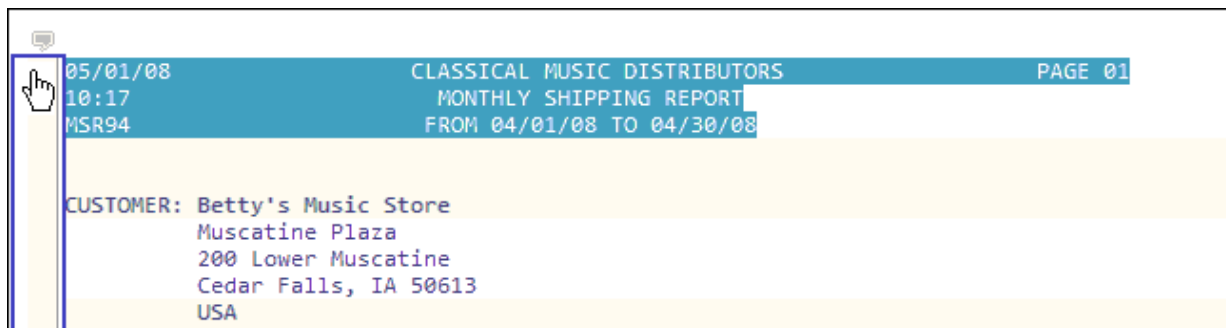 05/01/08 CLASSICAL MUSIC DISTRIBUTORS PAGE 01
10:17 MONTHLY SHIPPING REPORT
MSR94 FROM 04/01/08 TO 04/30/08
CUSTOMER: Betty's Music Store
Muscatine Plaza
200 Lower Muscatine
Cedar Falls, IA 50613
USA